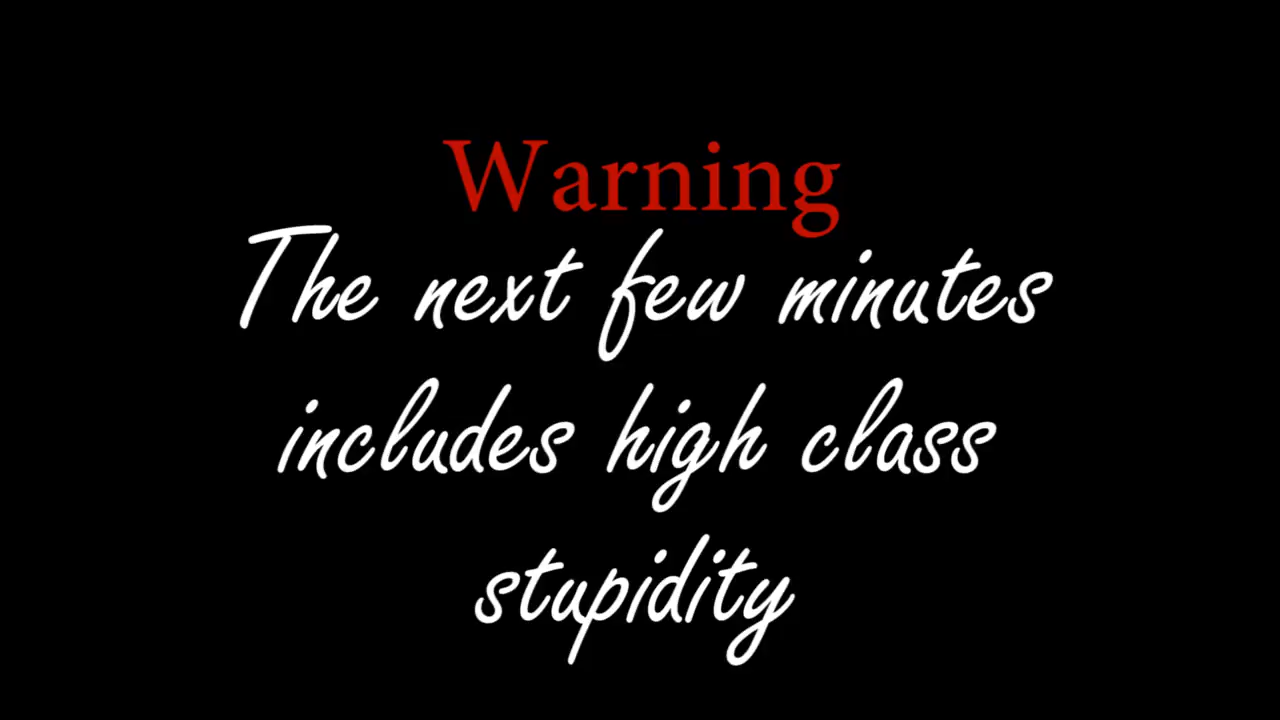 Warning
The next few minutes
includes high class
stupidity